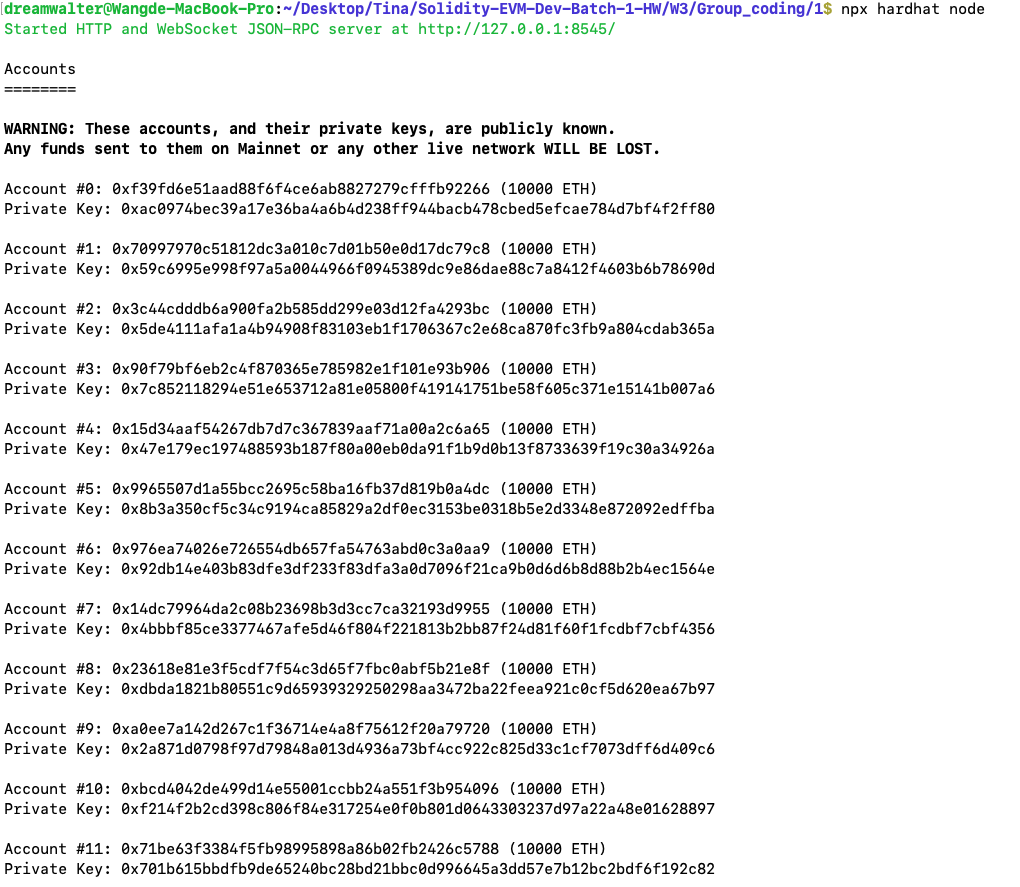 dreamwalter@Wangde-MacBook-Pro:~/Desktop/Tina/Solidity-EVM-Dev-Batch-1-HW/W3/Group_coding/1$ npx hardhat node
Started HTTP and WebSocket JSON-RPC server at http://127.0.0.1:8545/
Accounts
========
WARNING: These accounts, and their private keys, are publicly known.
Any funds sent to them on Mainnet or any other live network WILL BE LOST.
Account #0: 0xf39fd6e51aad88f6f4ce6ab8827279cfffb92266 (10000 ETH)
Private Key: 0xac0974bec39a17e36ba4a6b4d238ff944bacb478cbed5efcae784d7bf4f2ff80
Account #1: 0x70997970c51812dc3a010c7d01b50e0d17dc79c8 (10000 ETH)
Private Key: 0x59c6995e998f97a5a0044966f0945389dc9e86dae88c7a8412f4603b6b78690d
Account #2: 0x3c44cdddb6a900fa2b585dd299e03d12fa4293bc (10000 ETH)
Private Key: 0x5de4111afa1a4b94908f83103eb1f1706367c2e68ca870fc3fb9a804cdab365a
Account #3: 0x90f79bf6eb2c4f870365e785982e1f101e93b906 (10000 ETH)
Private Key: 0x7c852118294e51e653712a81e05800f419141751be58f605c371e15141b007a6
Account #4: 0x15d34aaf54267db7d7c367839aaf71a00a2c6a65 (10000 ETH)
Private Key: 0x47e179ec197488593b187f80a00eb0da91f1b9d0b13f8733639f19c30a34926a
Account #5: 0x9965507d1a55bcc2695c58ba16fb37d819b0a4dc (10000 ETH)
Private Key: 0x8b3a350cf5c34c9194ca85829a2df0ec3153be0318b5e2d3348e872092edffba
Account #6: 0x976ea74026e726554db657fa54763abd0c3a0aa9 (10000 ETH)
Private Key: 0x92db14e403b83dfe3df233f83dfa3a0d7096f21ca9b0d6d6b8d88b2b4ec1564e
Account #7: 0x14dc79964da2c08b23698b3d3cc7ca32193d9955 (10000 ETH)
Private Key: 0x4bbbf85ce3377467afe5d46f804f221813b2bb87f24d81f60f1fcdbf7cbf4356
Account #8: 0x23618e81e3f5cdf7f54c3d65f7fbc0abf5b21e8f (10000 ETH)
Private Key: 0xdbda1821b80551c9d65939329250298aa3472ba22feea921c0cf5d620ea67b97
Account #9: 0xa0ee7a142d267c1f36714e4a8f75612f20a79720 (10000 ETH)
Private Key: 0x2a871d0798f97d79848a013d4936a73bf4cc922c825d33c1cf7073dff6d409c6
Account #10: 0xbcd4042de499d14e55001ccbb24a551f3b954096 (10000 ETH)
Private Key: 0xf214f2b2cd398c806f84e317254e0f0b801d0643303237d97a22a48e01628897
Account #11: 0x71be63f3384f5fb98995898a86b02fb2426c5788 (10000 ETH)
Private Key: 0x701b615bbdfb9de65240bc28bd21bbc0d996645a3dd57e7b12bc2bdf6f192c82